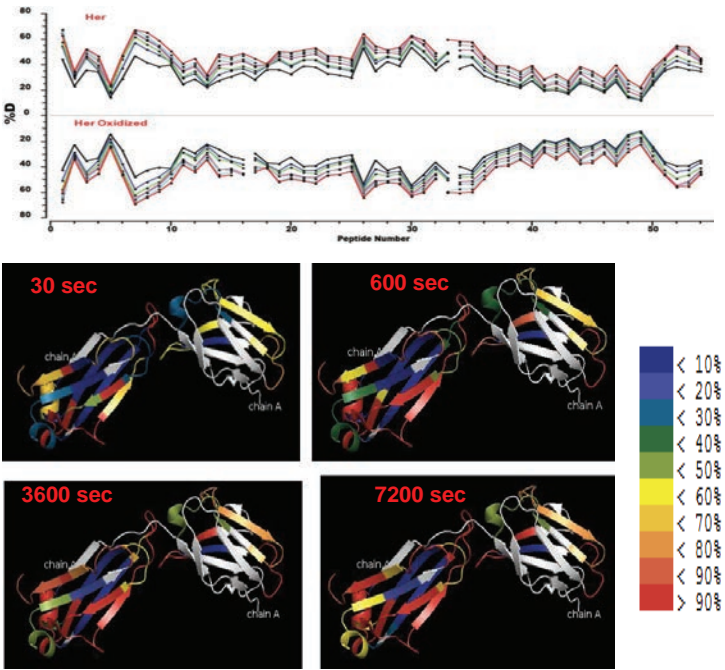 80
Her
60
40
20
0
%D
Her Oxidized
20
40
60
80
0 10 20 30 40 50
Peptide Number
30 sec
chain A
chain A
600 sec
chain A
chain A
3600 sec
chain A
chain A
7200 sec
chain A
chain A
< 10%
< 20%
< 30%
< 40%
< 50%
< 60%
< 70%
< 80%
< 90%
> 90%